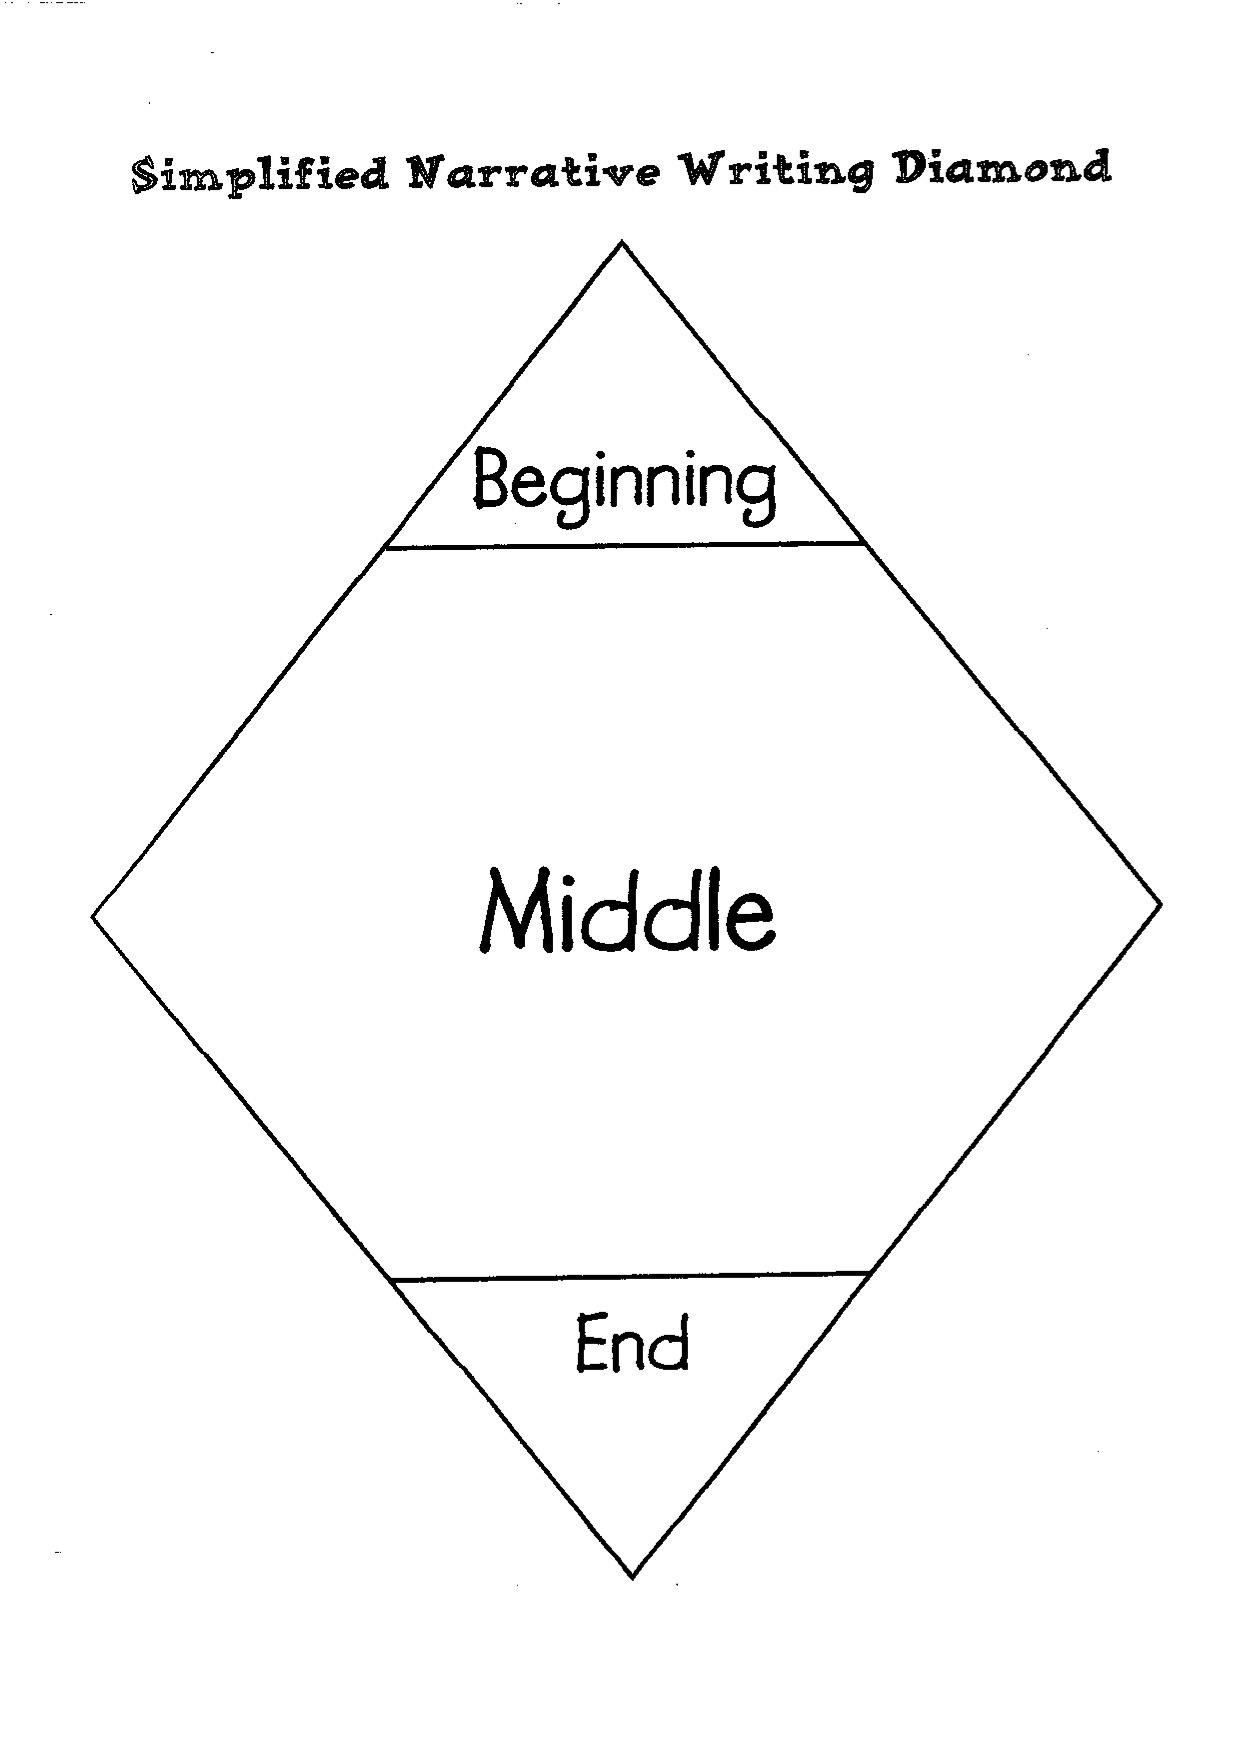 Simplified Narrative Writing Diamond
Beginning
Middle
End